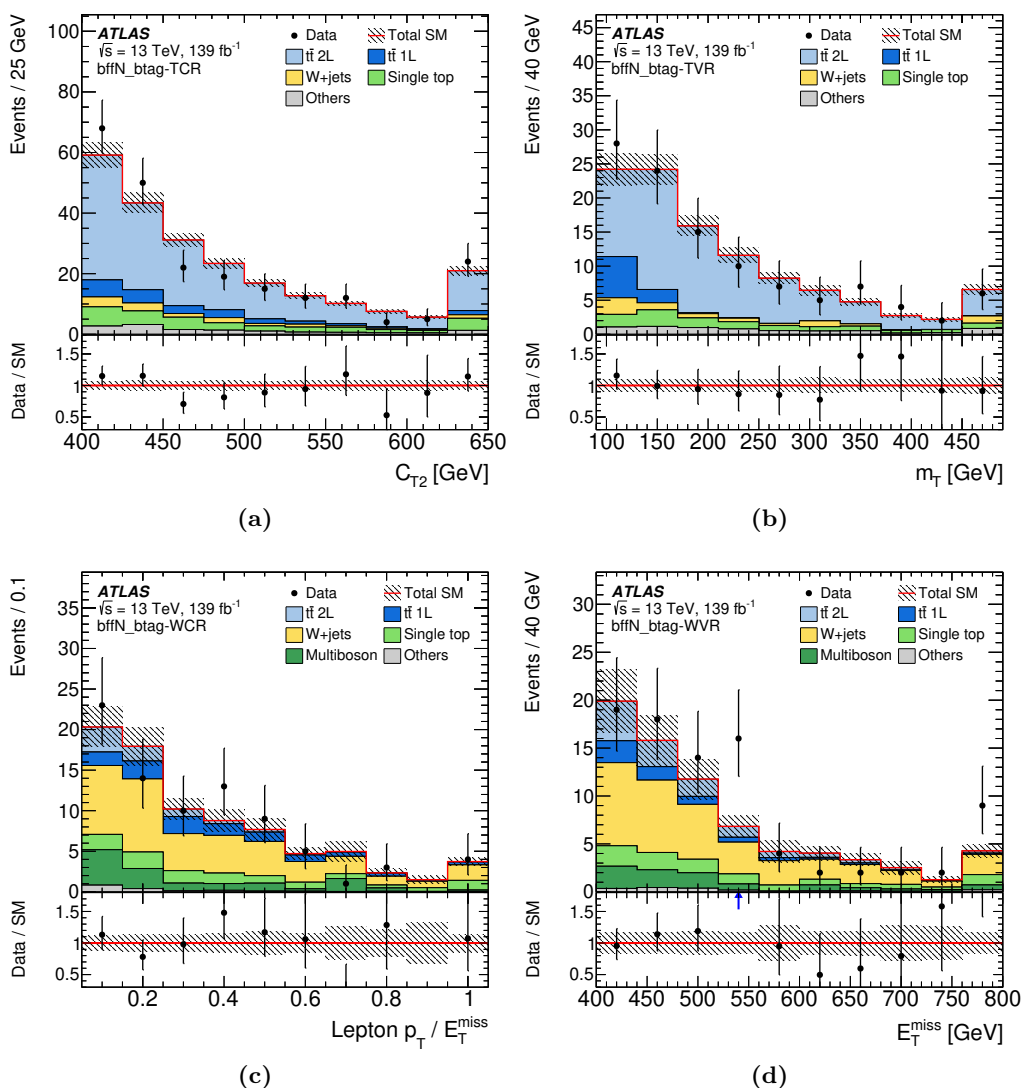 Events / 25 GeV
100
80
60
40
20
0
ATLAS
√s = 13 TeV, 139 fb⁻¹
bffN_btag-TCR
Data
Total SM
tt̄ 2L
tt̄ 1L
W+jets
Single top
Others
Data / SM
1.5
1
0.5
400 450 500 550 600 650
C_T2 [GeV]
(a)
Events / 40 GeV
45
40
35
30
25
20
15
10
5
0
ATLAS
√s = 13 TeV, 139 fb⁻¹
bffN_btag-TVR
Data
Total SM
tt̄ 2L
tt̄ 1L
W+jets
Single top
Others
Data / SM
1.5
1
0.5
100 150 200 250 300 350 400 450
m_T [GeV]
(b)
Events / 0.1
35
30
25
20
15
10
5
0
ATLAS
√s = 13 TeV, 139 fb⁻¹
bffN_btag-WCR
Data
Total SM
tt̄ 2L
tt̄ 1L
W+jets
Single top
Multiboson
Others
Data / SM
1.5
1
0.5
0.2 0.4 0.6 0.8 1
Lepton p_T / E_T^miss
(c)
Events / 40 GeV
30
25
20
15
10
5
0
ATLAS
√s = 13 TeV, 139 fb⁻¹
bffN_btag-WVR
Data
Total SM
tt̄ 2L
tt̄ 1L
W+jets
Single top
Multiboson
Others
Data / SM
1.5
1
0.5
400 450 500 550 600 650 700 750 800
E_T^miss [GeV]
(d)